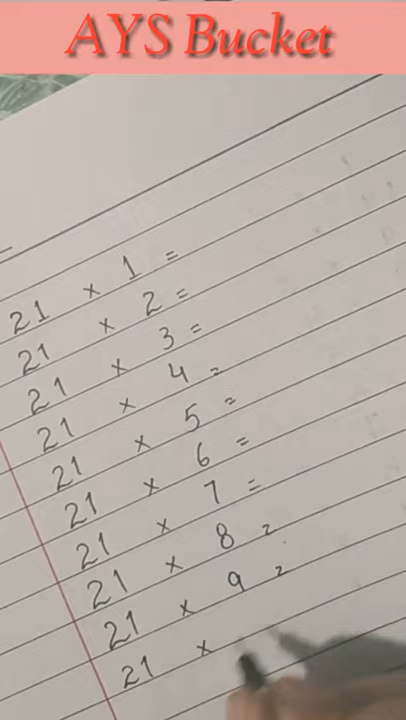 AYS Bucket
21 × 1 =
21 × 2 =
21 × 3 =
21 × 4 =
21 × 5 =
21 × 6 =
21 × 7 =
21 × 8 =
21 × 9 =
21 ×